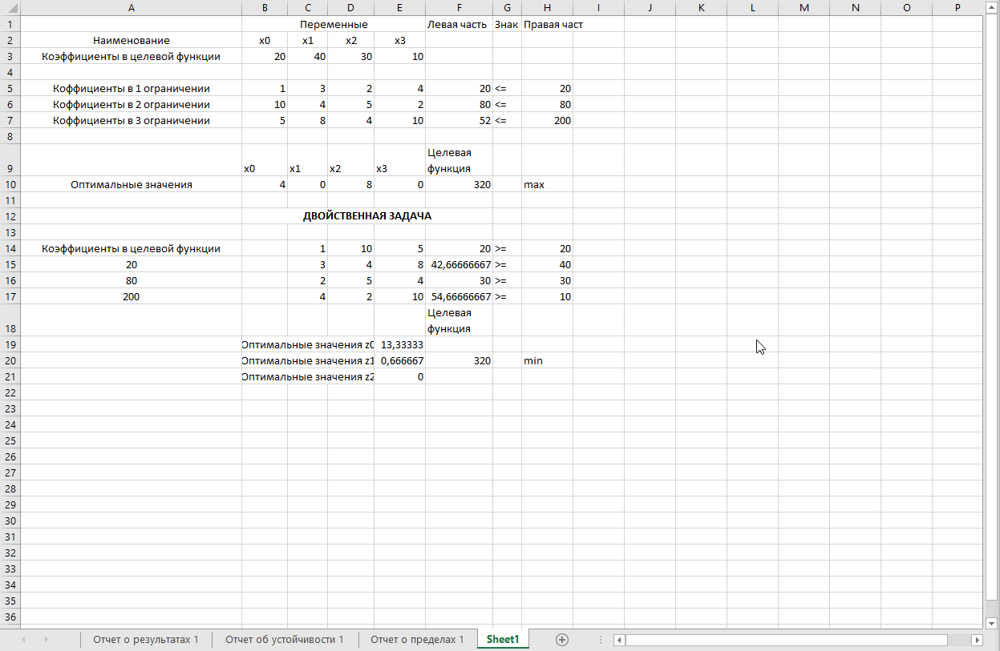 A B C D E F G H I J K L M N O P
1 Переменные Левая часть Знак Правая част
2 Наименование x0 x1 x2 x3
3 Коэффициенты в целевой функции 20 40 30 10
4
5 Коффициенты в 1 ограничении 1 3 2 4 20 <= 20
6 Коффициенты в 2 ограничении 10 4 5 2 80 <= 80
7 Коффициенты в 3 ограничении 5 8 4 10 52 <= 200
8
Целевая
9 x0 x1 x2 x3 функция
10 Оптимальные значения 4 0 8 0 320 max
11
12 ДВОЙСТВЕННАЯ ЗАДАЧА
13
14 Коэффициенты в целевой функции 1 10 5 20 >= 20
15 20 3 4 8 42,66666667 >= 40
16 80 2 5 4 30 >= 30
17 200 4 2 10 54,66666667 >= 10
Целевая
18 функция
19 Оптимальные значения z0 13,33333
20 Оптимальные значения z1 0,666667 320 min
21 Оптимальные значения z2 0
22
23
24
25
26
27
28
29
30
31
32
33
34
35
36
Отчет о результатах 1 Отчет об устойчивости 1 Отчет о пределах 1 Sheet1